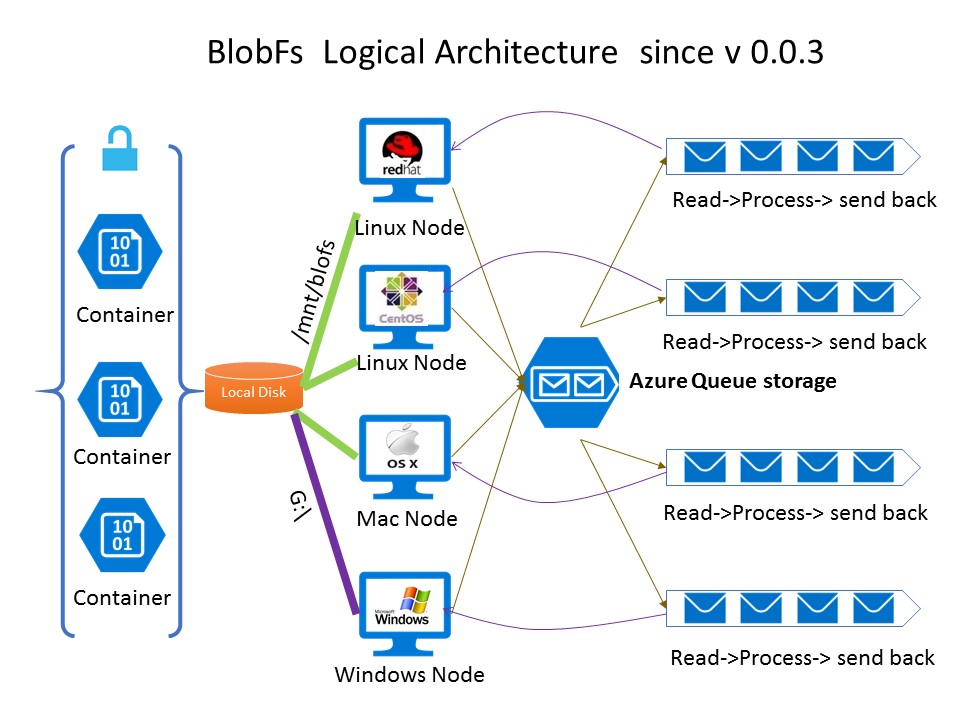 BlobFs Logical Architecture since v 0.0.3
redhat
Read->Process-> send back
Linux Node
/mnt/blofs
10
01
Container
CentOS
Read->Process-> send back
Linux Node
Local Disk
Azure Queue storage
10
01
Container
OS X
Mac Node
Read->Process-> send back
G:\
10
01
Container
Microsoft
Windows
Windows Node
Read->Process-> send back